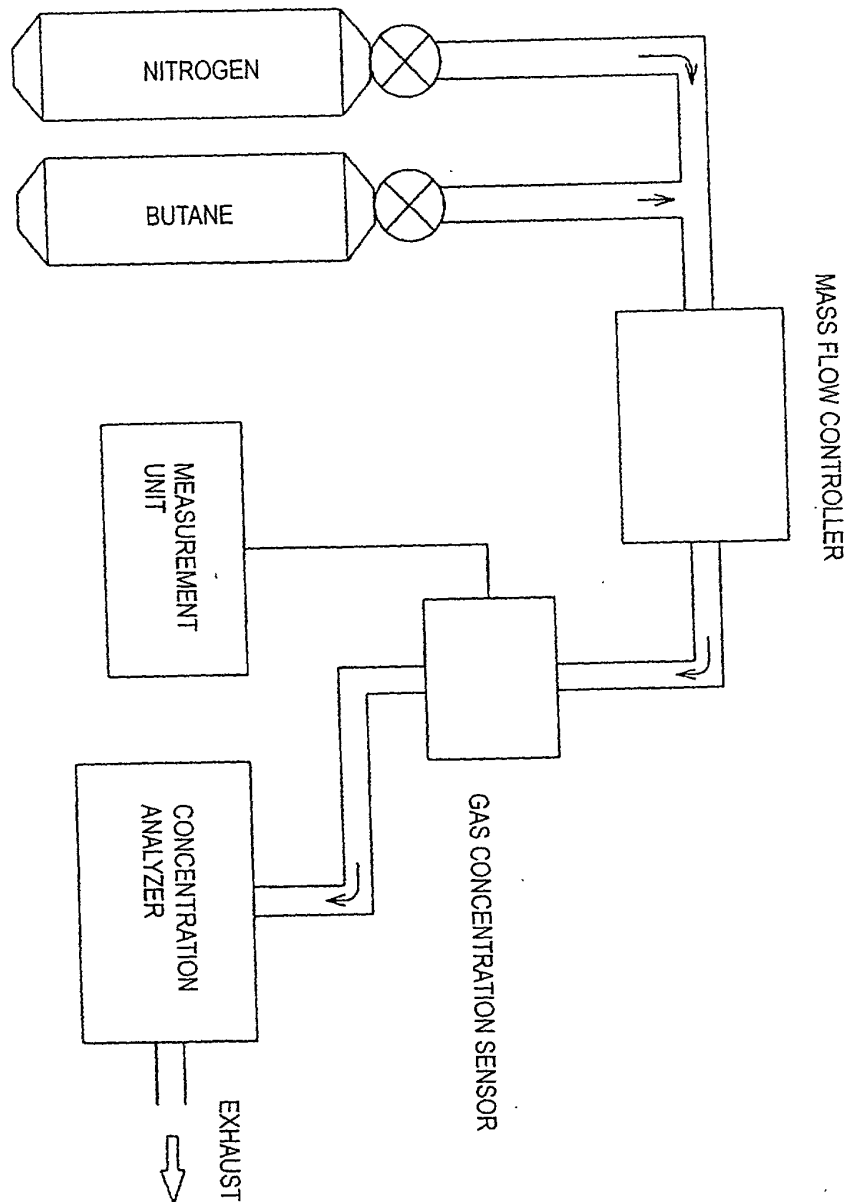 NITROGEN
BUTANE
MASS FLOW CONTROLLER
MEASUREMENT
UNIT
GAS CONCENTRATION SENSOR
CONCENTRATION
ANALYZER
EXHAUST